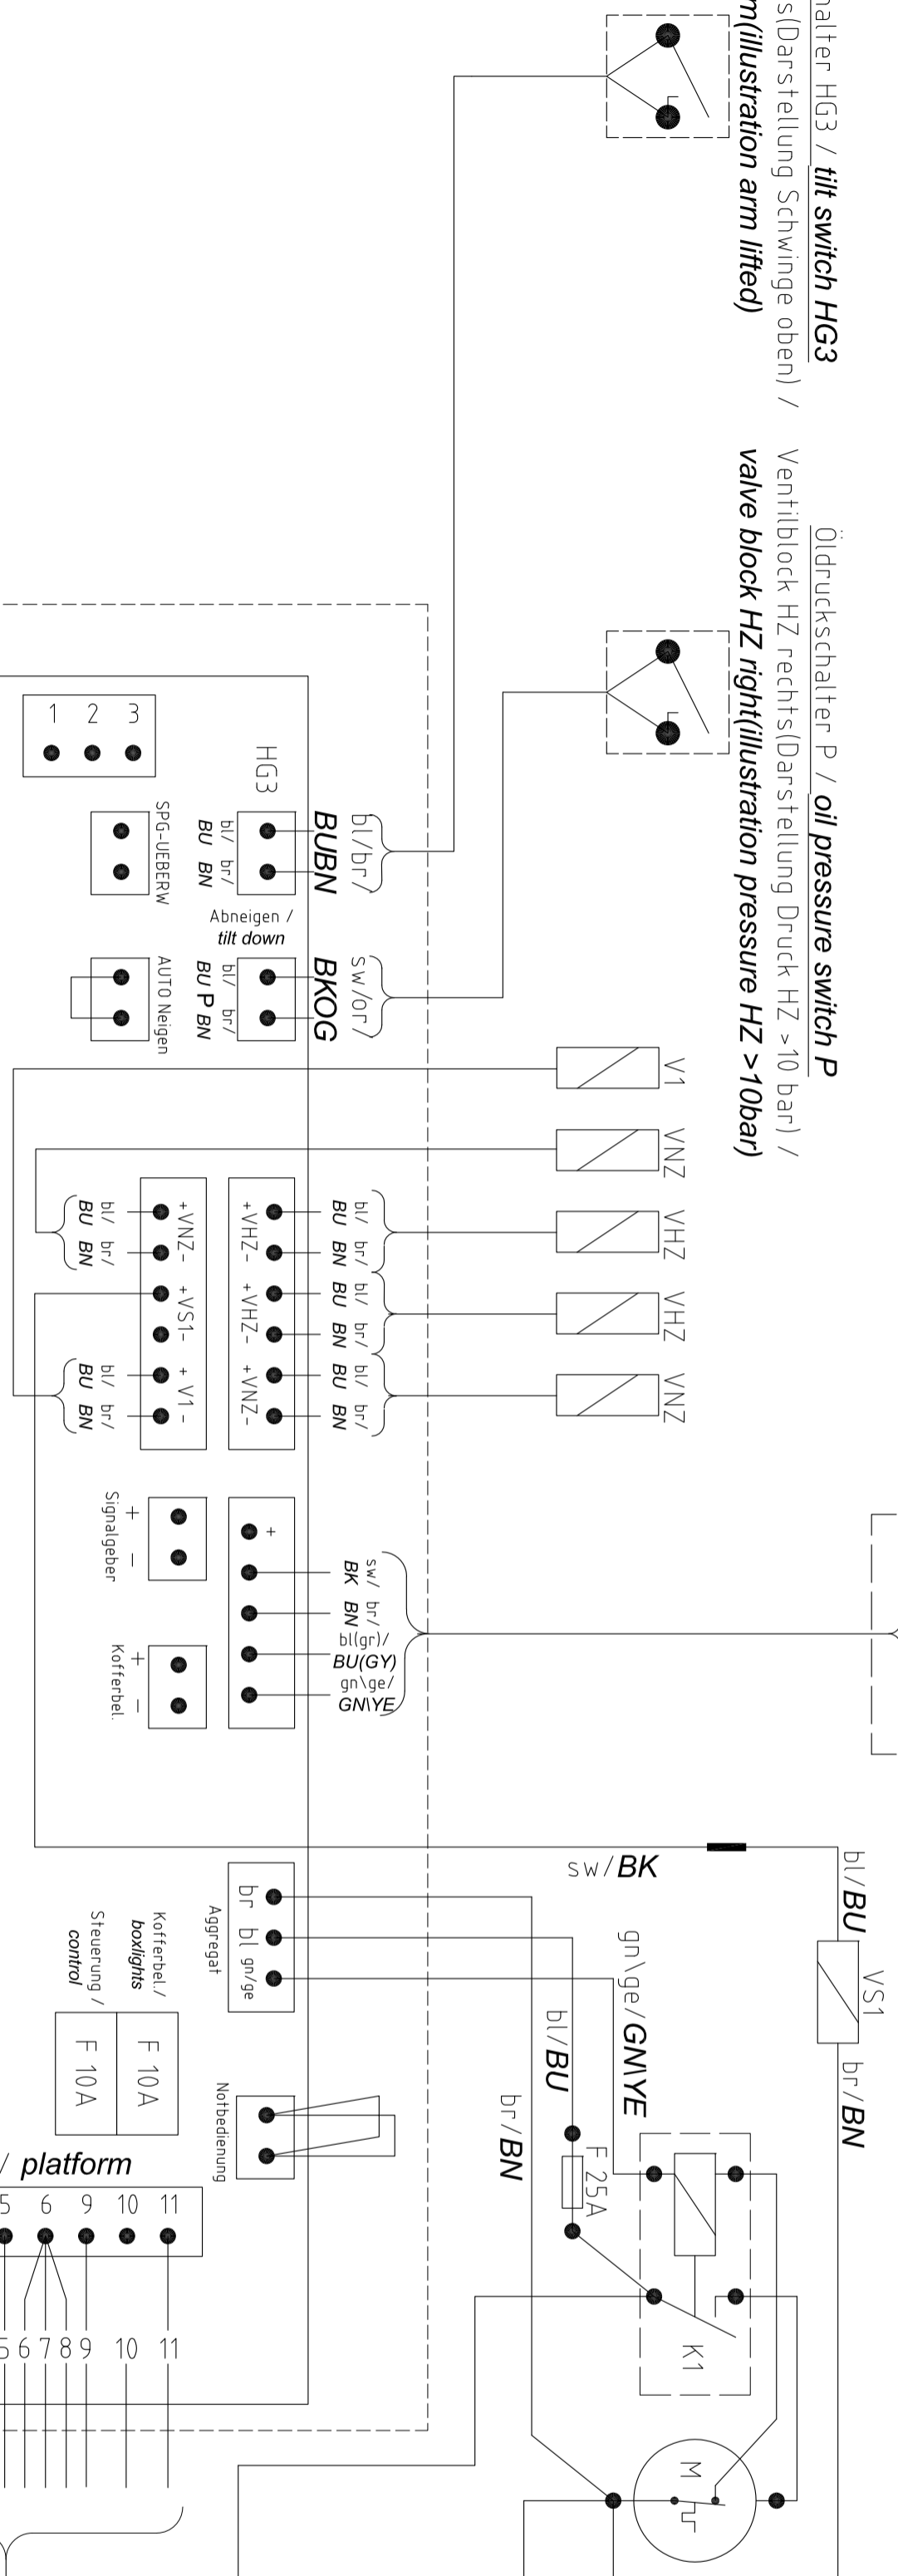 HG3 / tilt switch HG3
s(Darstellung Schwinge oben) /
(illustration arm lifted)
Öldruckschalter P / oil pressure switch P
Ventilblock HZ rechts(Darstellung Druck HZ >10 bar) /
valve block HZ right(illustration pressure HZ >10bar)
1 2 3
HG3
bl/br/
BUBN
bl/ br/
BU BN
SPG-UEBERW
Abneigen /
tilt down
sw/or/
BKOG
bl/ br/
BU P BN
AUTO Neigen
V1
VNZ
VHZ
VHZ
VNZ
bl/ br/ bl/ br/ bl/ br/
BU BN BU BN BU BN
+VHZ- +VHZ- +VNZ-
+VNZ- +VS1- + V1 -
bl/ br/
BU BN
bl/ br/
BU BN
+ -
Signalgeber
+
sw/ br/
BK BN
bl(gr)/
BU(GY)
gn\ge/
GN\YE
+ -
Kofferbel.
sw/BK
bl/BU
VS1
br/BN
br bl gn/ge
Aggregat
gn\ge/GN\YE
bl/BU
br/BN
F 25A
K1
M
Kofferbel./
boxlights
Steuerung /
control
F 10A
F 10A
Notbedienung
/ platform
5 6 9 10 11
5 6 7 8 9 10 11